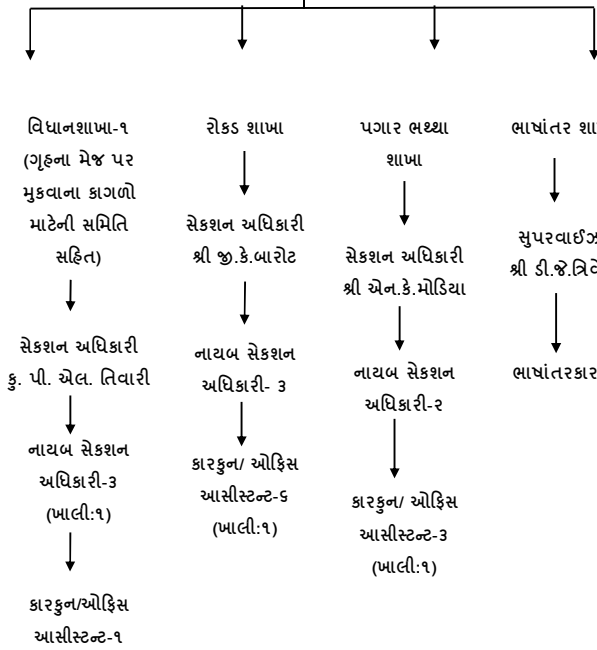 વિધાનશાખા-૧
(ગૃહના મેજ પર
મુકવાના કાગળો
માટેની સમિતિ
સહિત)
સેકશન અધિકારી
કુ. પી. એલ. તિવારી
નાયબ સેકશન
અધિકારી-૩
(ખાલી:૧)
કારકુન/ઓફિસ
આસીસ્ટન્ટ-૧
રોકડ શાખા
સેકશન અધિકારી
શ્રી જી.કે.બારોટ
નાયબ સેકશન
અધિકારી- ૩
કારકુન/ ઓફિસ
આસીસ્ટન્ટ-૬
(ખાલી:૧)
પગાર ભથ્થા
શાખા
સેકશન અધિકારી
શ્રી એન.કે.મોડિયા
નાયબ સેકશન
અધિકારી-૨
કારકુન/ ઓફિસ
આસીસ્ટન્ટ-૩
(ખાલી:૧)
ભાષાંતર
શ્રી